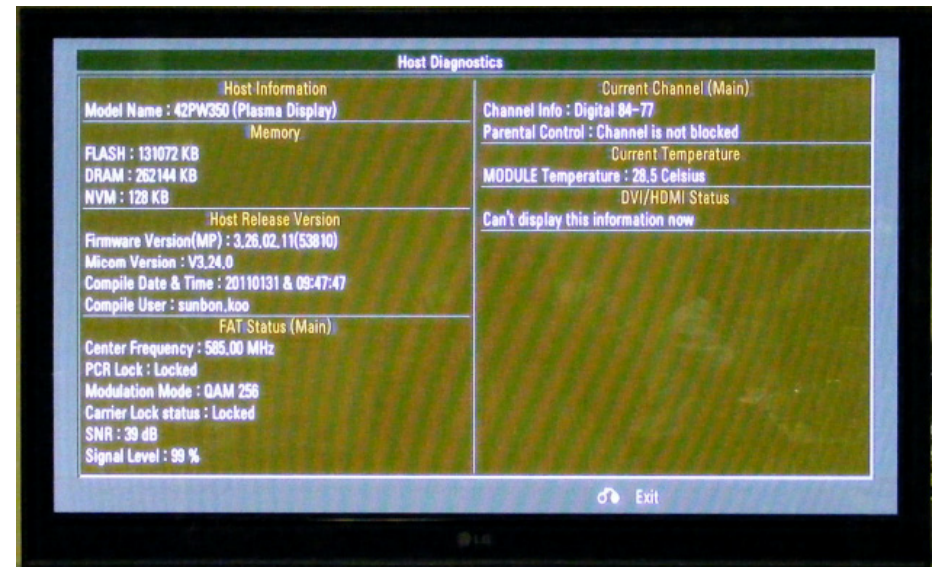 Host Diagnostics
Host Information
Model Name : 42PW350 (Plasma Display)
Memory
FLASH : 131072 KB
DRAM : 262144 KB
NVM : 128 KB
Host Release Version
Firmware Version(MP) : 3.26.02.11(53810)
Micom Version : V3.24.0
Compile Date & Time : 20110131 & 09:47:47
Compile User : sunbon.koo
FAT Status (Main)
Center Frequency : 585.00 MHz
PCR Lock : Locked
Modulation Mode : QAM 256
Carrier Lock status : Locked
SNR : 39 dB
Signal Level : 99 %
Current Channel (Main)
Channel Info : Digital 84-77
Parental Control : Channel is not blocked
Current Temperature
MODULE Temperature : 28.5 Celsius
DVI/HDMI Status
Can't display this information now
Exit
LG